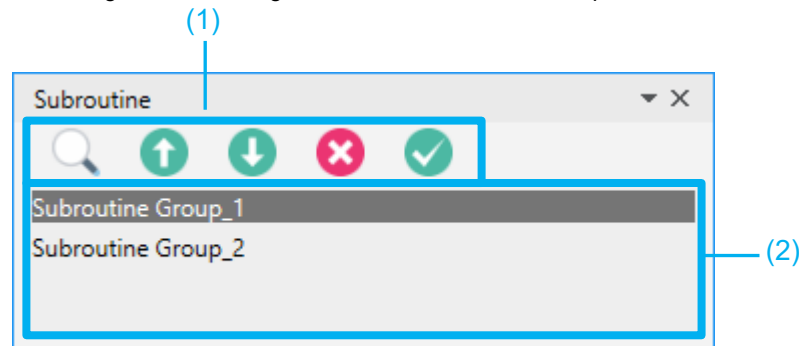 (1)
Subroutine
Subroutine Group_1
Subroutine Group_2
(2)